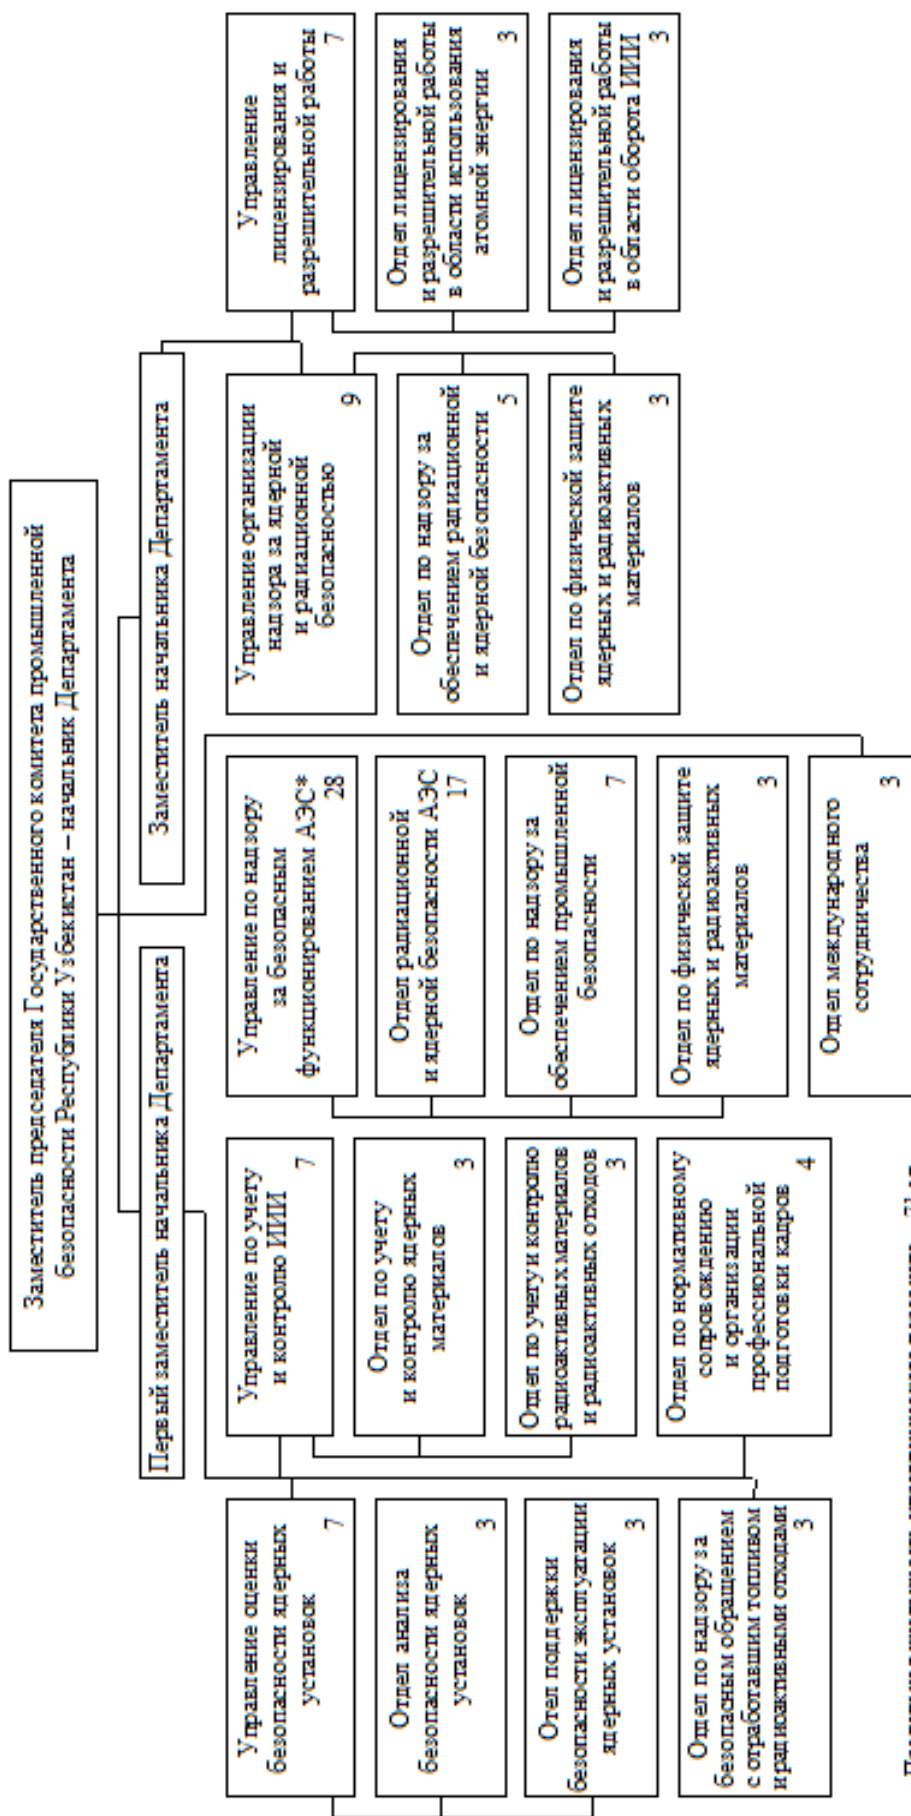 Заместитель председателя Государственного комитета промышленной
безопасности Республики Узбекистан – начальник Департамента
Первый заместитель начальника Департамента
Заместитель начальника Департамента
Управление оценки
безопасности ядерных
установок
7
Отдел анализа
безопасности ядерных
установок
3
Отел поддержки
безопасности эксплуатации
ядерных установок
3
Отдел по надзору за
безопасным обращением
с отработавшим топливом
и радиоактивными отходами
3
Управление по учету
и контролю ИИИ
7
Отдел по учету
и контролю ядерных
материалов
3
Отдел по учету и контролю
радиоактивных материалов
и радиоактивных отходов
3
Отдел по нормативному
сопровождению
и организации
профессиональной
подготовки кадров
4
Управление по надзору
за безопасным
функционированием АЭС*
28
Отдел радиационной
и ядерной безопасности АЭС
17
Отдел по надзору за
обеспечением промышленной
безопасности
7
Отдел по физической защите
ядерных и радиоактивных
материалов
3
Отдел международного
сотрудничества
3
Управление организации
надзора за ядерной
и радиационной
безопасностью
9
Отдел по надзору за
обеспечением радиационной
и ядерной безопасности
5
Отдел по физической защите
ядерных и радиоактивных
материалов
3
Управление
лицензирования и
разрешительной работы
7
Отдел лицензирования
и разрешительной работы
в области использования
атомной энергии
3
Отдел лицензирования
и разрешительной работы
в области оборота ИИИ
3